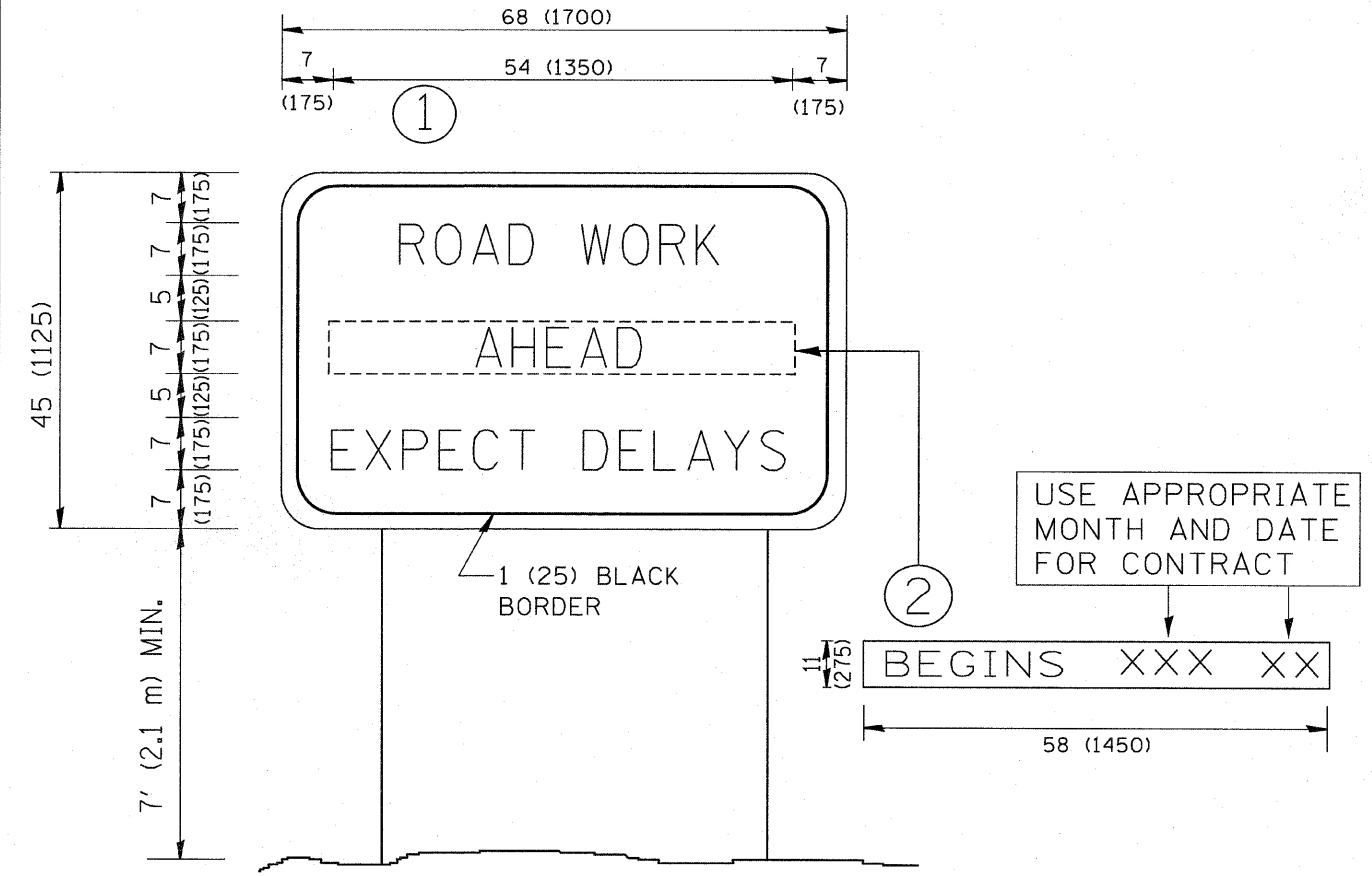 68 (1700)
7
54 (1350)
7
(175)
(175)
1
45 (1125)
7 (175)
7 (175)
5 (125)
7 (175)
5 (125)
7 (175)
7 (175)
ROAD WORK
AHEAD
EXPECT DELAYS
1 (25) BLACK
BORDER
7' (2.1 m) MIN.
USE APPROPRIATE
MONTH AND DATE
FOR CONTRACT
2
11
(275)
BEGINS XXX XX
58 (1450)